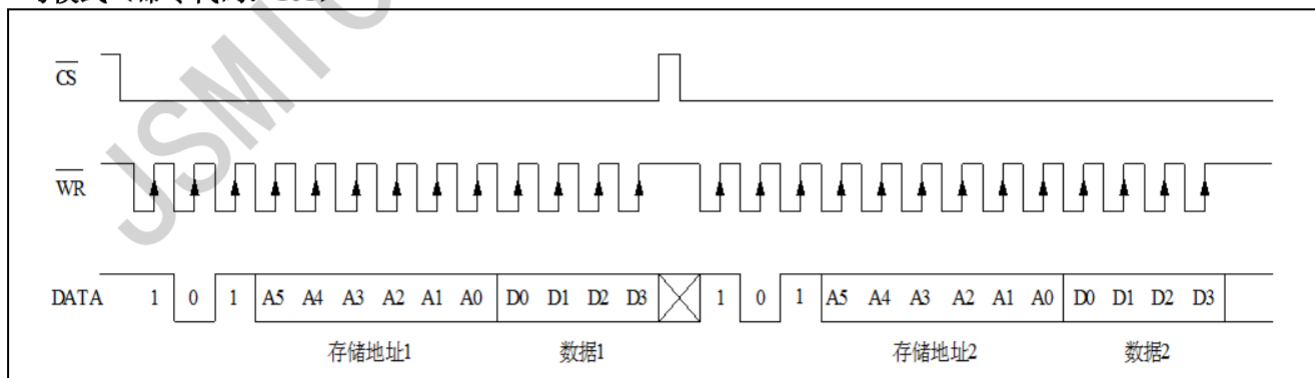 JSMIC
CS
WR
DATA 1 0 1 A5 A4 A3 A2 A1 A0 D0 D1 D2 D3 1 0 1 A5 A4 A3 A2 A1 A0 D0 D1 D2 D3
存储地址1 数据1 存储地址2 数据2